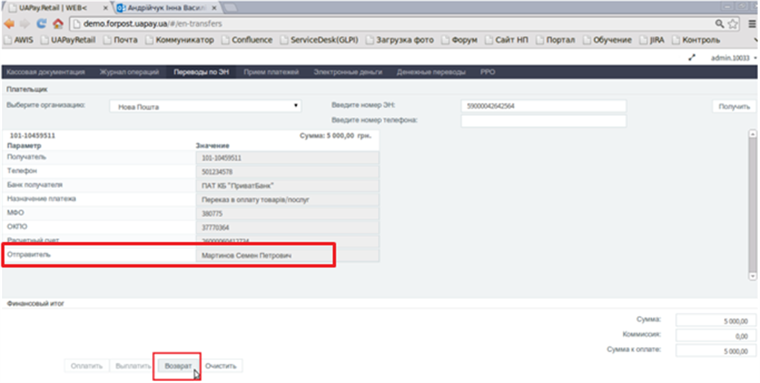 UAPay.Retail | WEB< × Андрійчук Інна Васил ×
demo.forpost.uapay.ua/#/en-transfers
AWIS UAPayRetail Почта Коммуникатор Confluence ServiceDesk(GLPI) Загрузка фото Форум Сайт НП Портал Обучение JIRA Контроль
admin.10033
Кассовая документация Журнал операций Переводы по ЭН Прием платежей Электронные деньги Денежные переводы РРО
Плательщик
Выберите организацию: Нова Пошта Введите номер ЭН: 59000042642564 Получить
Введите номер телефона:
101-10459511 Сумма: 5 000,00 грн.
Параметр Значение
Получатель 101-10459511
Телефон 501234578
Банк получателя ПАТ КБ "ПриватБанк"
Назначение платежа Переказ в оплату товарів/послуг
МФО 380775
ОКПО 37770364
Расчетный счет
Отправитель Мартинов Семен Петрович
Финансовый итог
Сумма: 5 000,00
Комиссия: 0,00
Сумма к оплате: 5 000,00
Оплатить Выплатить Возврат Очистить